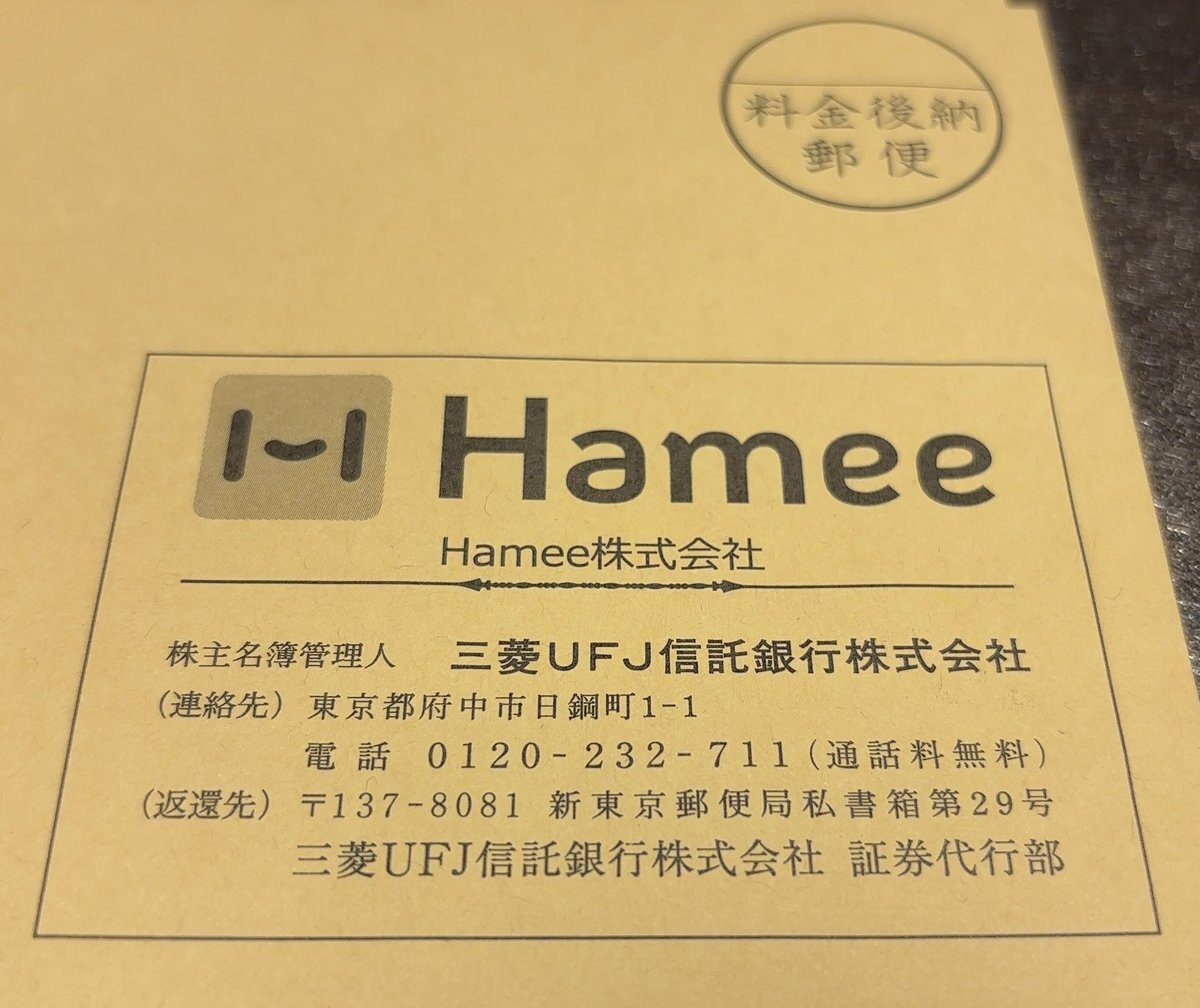 料金後納
郵便
Hamee
Hamee株式会社
株主名簿管理人 三菱UFJ信託銀行株式会社
(連絡先) 東京都府中市日鋼町1-1
電話 0120-232-711(通話料無料)
(返還先) 〒137-8081 新東京郵便局私書箱第29号
三菱UFJ信託銀行株式会社 証券代行部